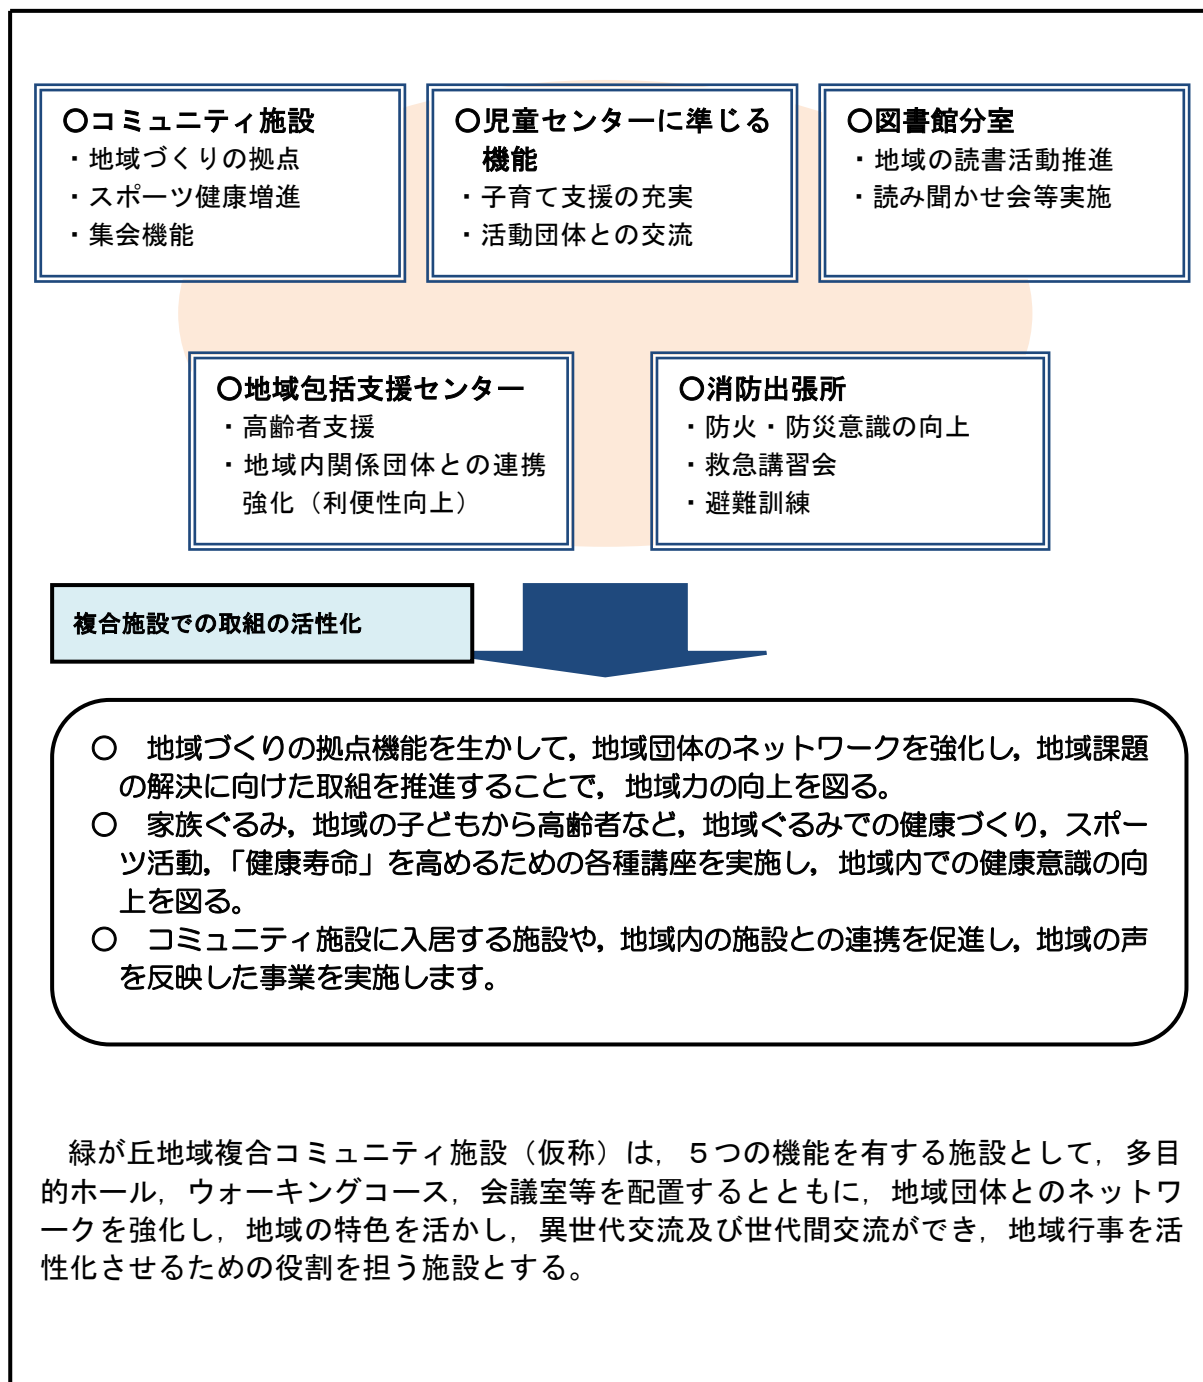 〇コミュニティ施設
・地域づくりの拠点
・スポーツ健康増進
・集会機能
〇児童センターに準じる
機能
・子育て支援の充実
・活動団体との交流
〇図書館分室
・地域の読書活動推進
・読み聞かせ会等実施
〇地域包括支援センター
・高齢者支援
・地域内関係団体との連携
強化（利便性向上）
〇消防出張所
・防火・防災意識の向上
・救急講習会
・避難訓練
複合施設での取組の活性化
〇　地域づくりの拠点機能を生かして，地域団体のネットワークを強化し，地域課題
の解決に向けた取組を推進することで，地域力の向上を図る。
〇　家族ぐるみ，地域の子どもから高齢者など，地域ぐるみでの健康づくり，スポー
ツ活動，「健康寿命」を高めるための各種講座を実施し，地域内での健康意識の向
上を図る。
〇　コミュニティ施設に入居する施設や，地域内の施設との連携を促進し，地域の声
を反映した事業を実施します。
緑が丘地域複合コミュニティ施設（仮称）は，５つの機能を有する施設として，多目
的ホール，ウォーキングコース，会議室等を配置するとともに，地域団体とのネットワ
ークを強化し，地域の特色を活かし，異世代交流及び世代間交流ができ，地域行事を活
性化させるための役割を担う施設とする。